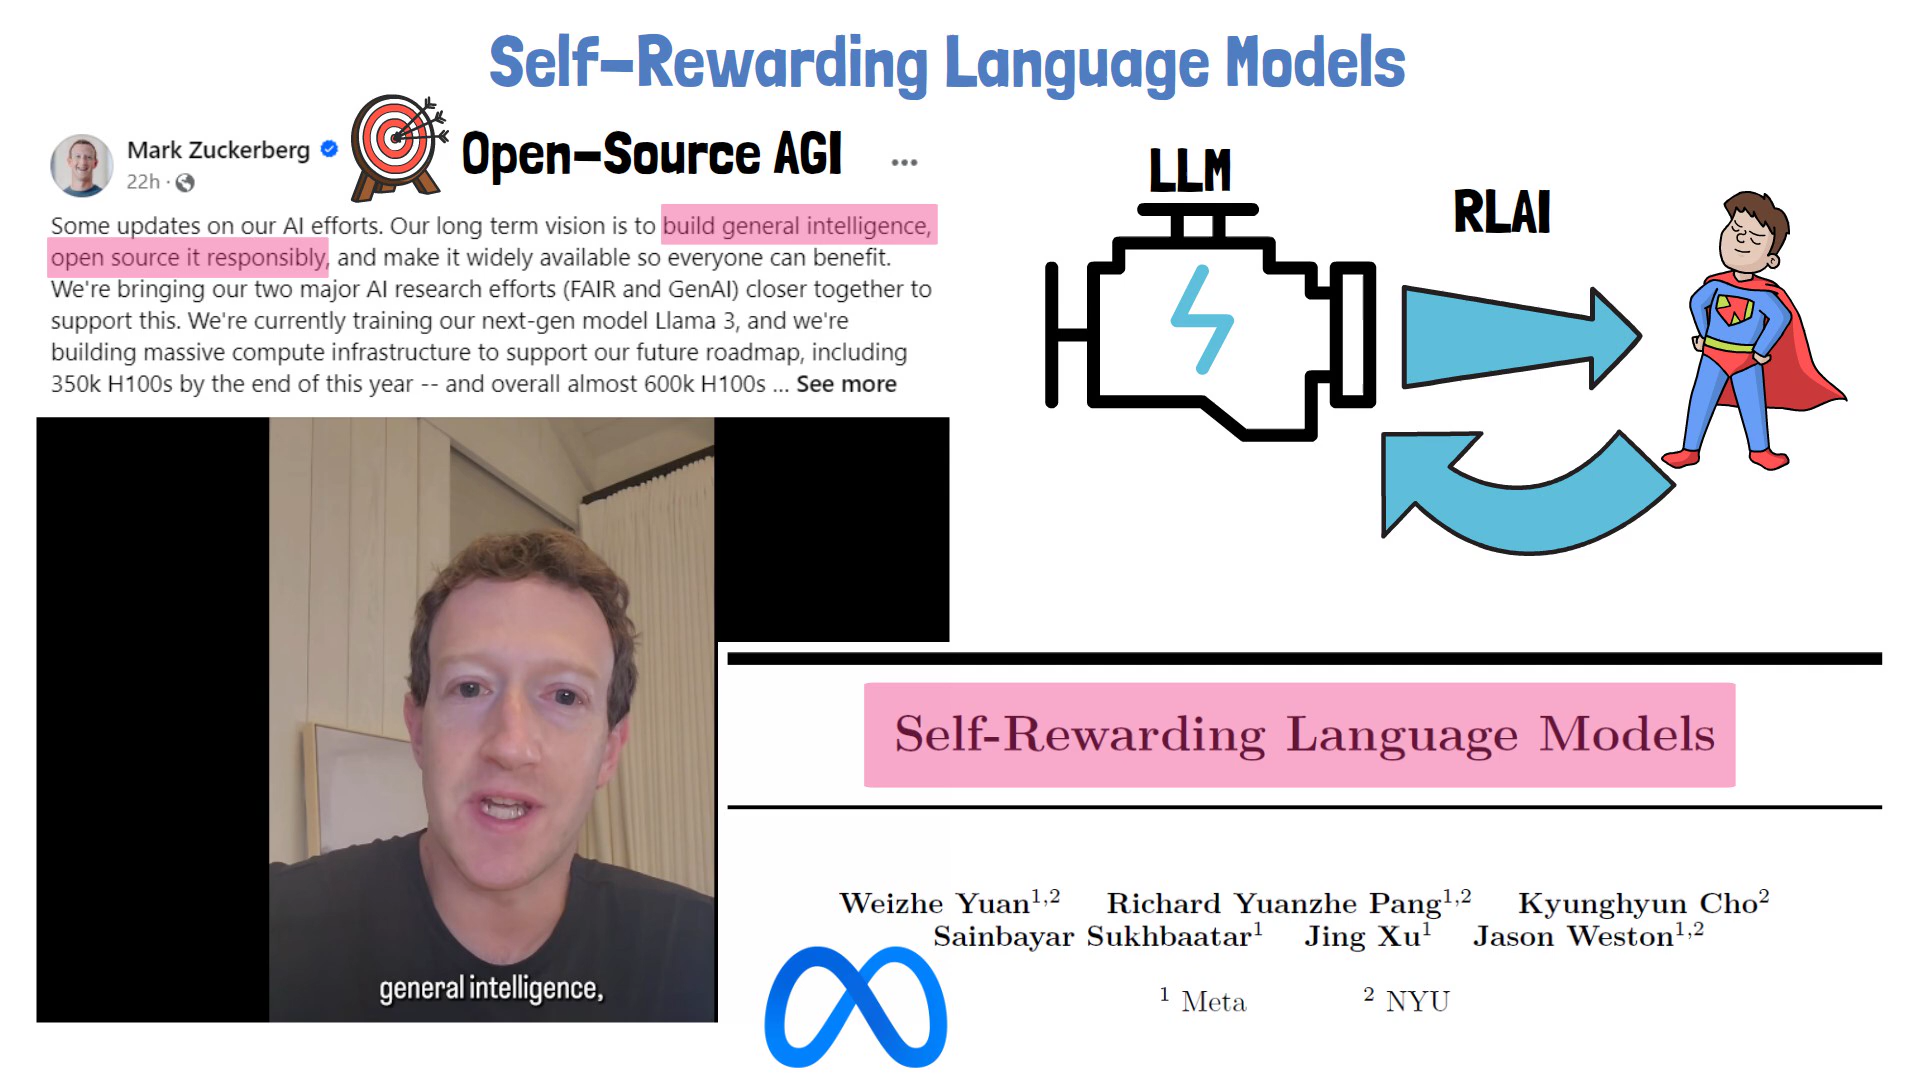 Self-Rewarding Language Models
Mark Zuckerberg
22h ·
Open-Source AGI
...
Some updates on our AI efforts. Our long term vision is to build general intelligence,
open source it responsibly, and make it widely available so everyone can benefit.
We're bringing our two major AI research efforts (FAIR and GenAI) closer together to
support this. We're currently training our next-gen model Llama 3, and we're
building massive compute infrastructure to support our future roadmap, including
350k H100s by the end of this year -- and overall almost 600k H100s ... See more
general intelligence,
LLM
RLAI
Self-Rewarding Language Models
Weizhe Yuan1,2 Richard Yuanzhe Pang1,2 Kyunghyun Cho2
Sainbayar Sukhbaatar1 Jing Xu1 Jason Weston1,2
1 Meta 2 NYU